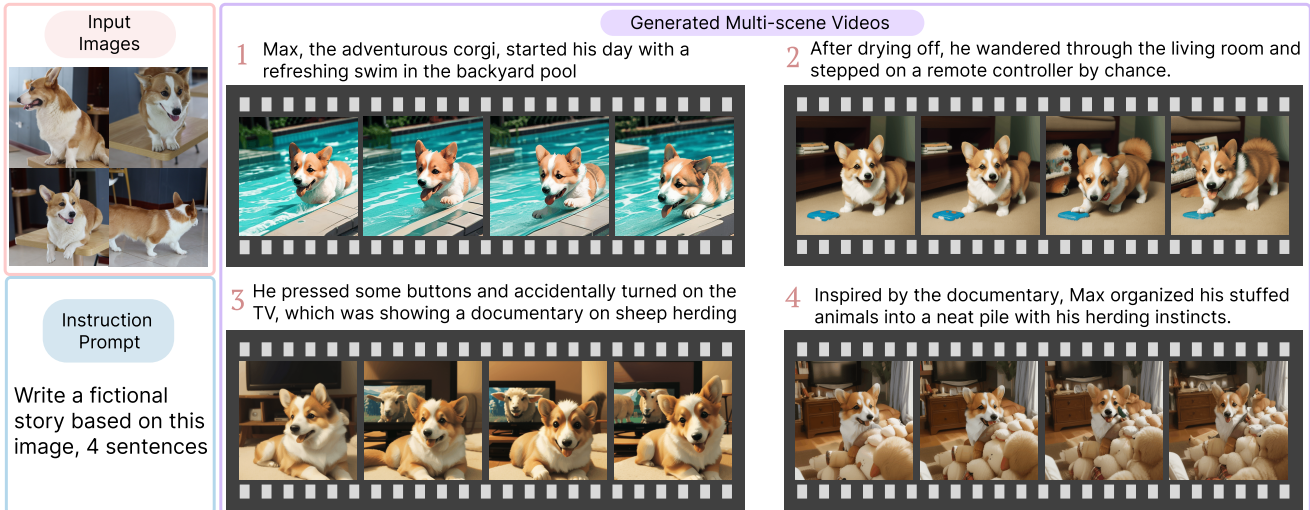 Input
Images
Generated Multi-scene Videos
1
Max, the adventurous corgi, started his day with a
refreshing swim in the backyard pool
2
After drying off, he wandered through the living room and
stepped on a remote controller by chance.
3
He pressed some buttons and accidentally turned on the
TV, which was showing a documentary on sheep herding
4
Inspired by the documentary, Max organized his stuffed
animals into a neat pile with his herding instincts.
Instruction
Prompt
Write a fictional
story based on this
image, 4 sentences